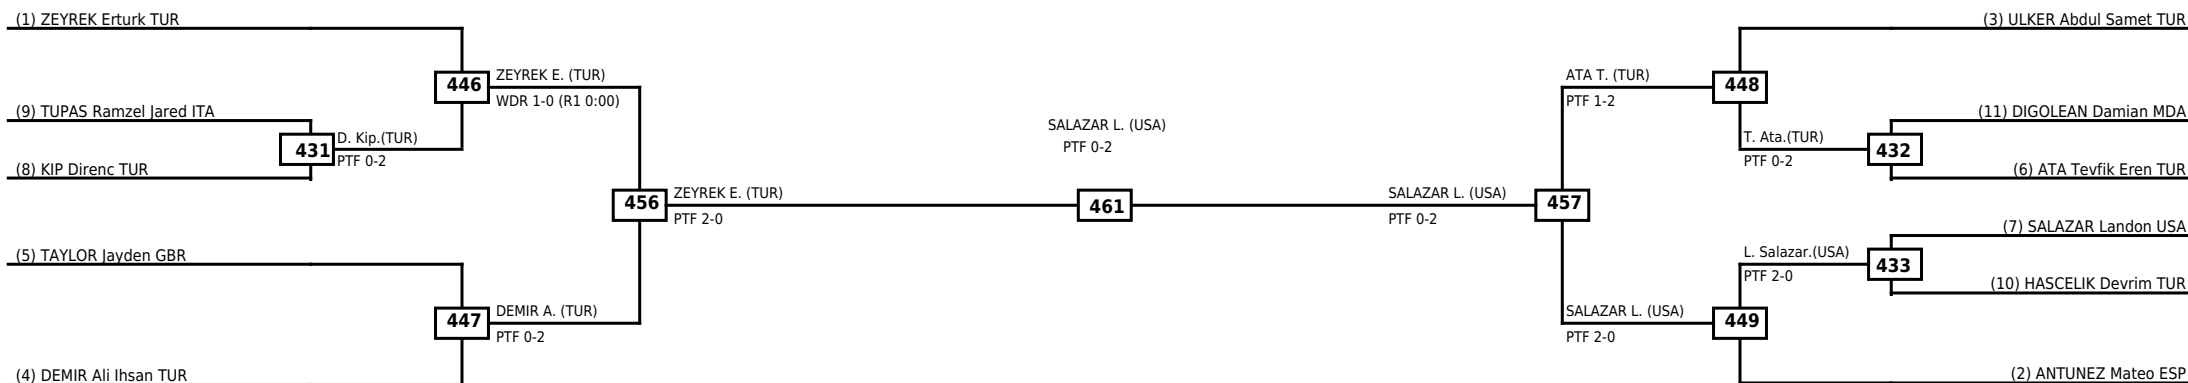 (1) ZEYREK Erturk TUR
(3) ULKER Abdul Samet TUR
446
ZEYREK E. (TUR)
WDR 1-0 (R1 0:00)
ATA T. (TUR)
PTF 1-2
448
(9) TUPAS Ramzel Jared ITA
(11) DIGOLEAN Damian MDA
SALAZAR L. (USA)
PTF 0-2
431
D. Kip.(TUR)
PTF 0-2
T. Ata.(TUR)
PTF 0-2
432
(8) KIP Direnc TUR
(6) ATA Tevfik Eren TUR
456
ZEYREK E. (TUR)
PTF 2-0
461
SALAZAR L. (USA)
PTF 0-2
457
(7) SALAZAR Landon USA
(5) TAYLOR Jayden GBR
L. Salazar.(USA)
PTF 2-0
433
(10) HASCELIK Devrim TUR
447
DEMIR A. (TUR)
PTF 0-2
SALAZAR L. (USA)
PTF 2-0
449
(4) DEMIR Ali Ihsan TUR
(2) ANTUNEZ Mateo ESP